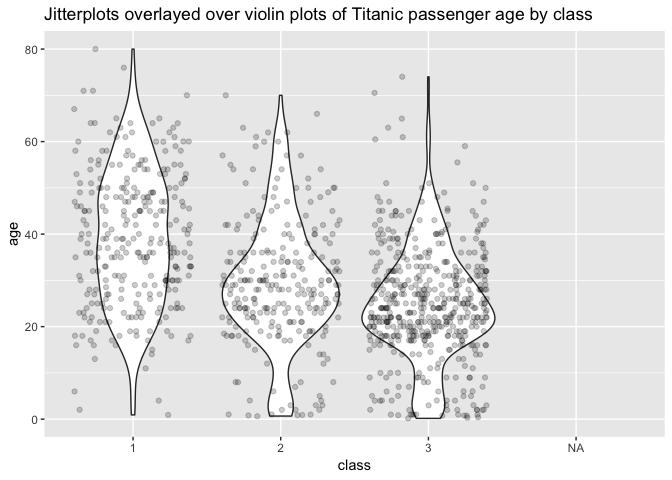 Jitterplots overlayed over violin plots of Titanic passenger age by class
80
60
40
20
0
age
1 2 3 NA
class